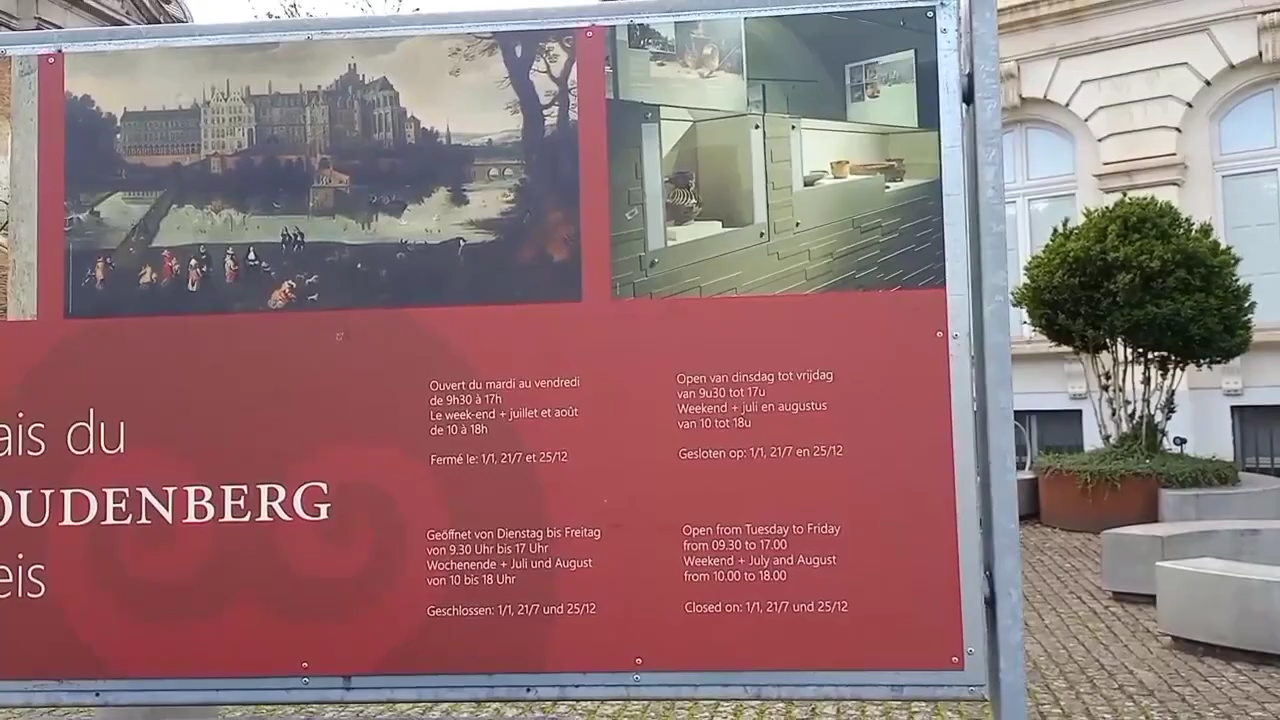 ais du
OUDENBERG
eis
Ouvert du mardi au vendredi
de 9h30 à 17h
Le week-end + juillet et août
de 10 à 18h
Fermé le: 1/1, 21/7 et 25/12
Open van dinsdag tot vrijdag
van 9u30 tot 17u
Weekend + juli en augustus
van 10 tot 18u
Gesloten op: 1/1, 21/7 en 25/12
Geöffnet von Dienstag bis Freitag
von 9.30 Uhr bis 17 Uhr
Wochenende + Juli und August
von 10 bis 18 Uhr
Geschlossen: 1/1, 21/7 und 25/12
Open from Tuesday to Friday
from 09.30 to 17.00
Weekend + July and August
from 10.00 to 18.00
Closed on: 1/1, 21/7 und 25/12